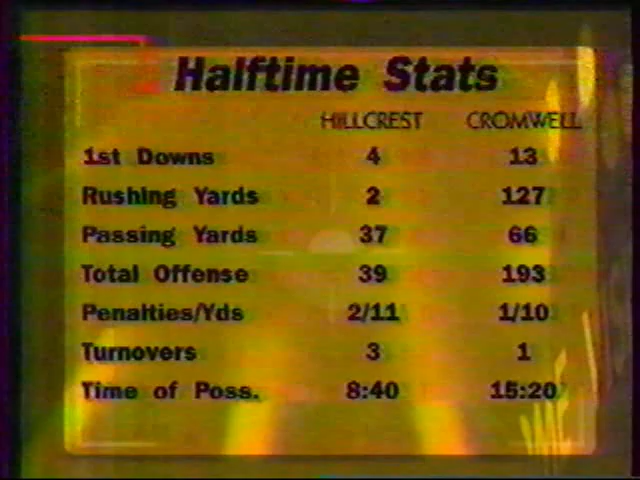 Halftime Stats
HILLCREST CROMWELL
1st Downs 4 13
Rushing Yards 2 127
Passing Yards 37 66
Total Offense 39 193
Penalties/Yds 2/11 1/10
Turnovers 3 1
Time of Poss. 8:40 15:20